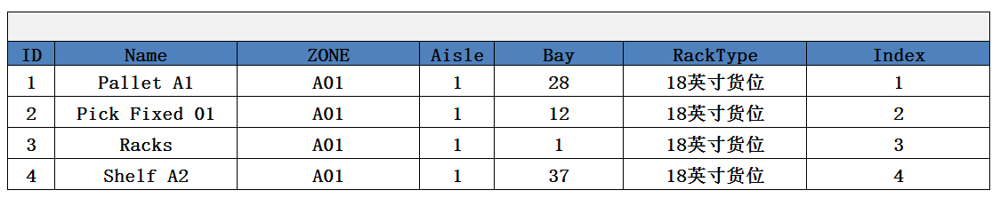 ID Name ZONE Aisle Bay RackType Index
1 Pallet A1 A01 1 28 18英寸货位 1
2 Pick Fixed 01 A01 1 12 18英寸货位 2
3 Racks A01 1 1 18英寸货位 3
4 Shelf A2 A01 1 37 18英寸货位 4